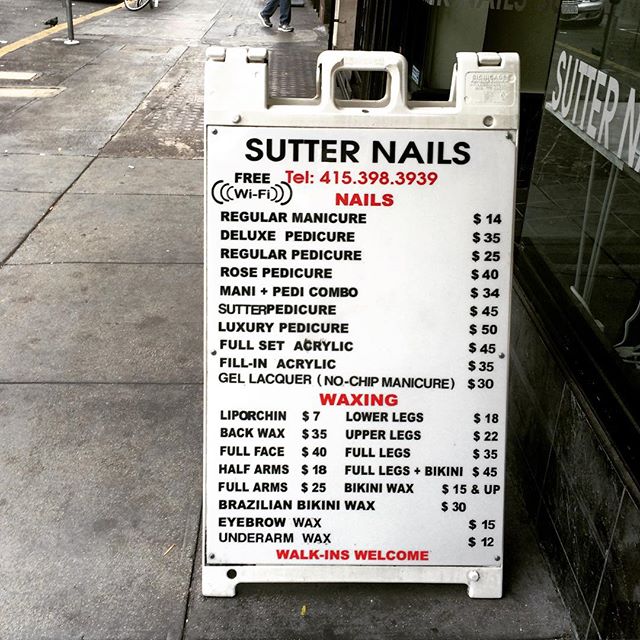 SUTTER NAILS
FREE Tel: 415.398.3939
Wi-Fi
NAILS
REGULAR MANICURE $ 14
DELUXE PEDICURE $ 35
REGULAR PEDICURE $ 25
ROSE PEDICURE $ 40
MANI + PEDI COMBO $ 34
SUTTERPEDICURE $ 45
LUXURY PEDICURE $ 50
FULL SET ACRYLIC $ 45
FILL-IN ACRYLIC $ 35
GEL LACQUER ( NO-CHIP MANICURE) $ 30
WAXING
LIPORCHIN $ 7 LOWER LEGS $ 18
BACK WAX $ 35 UPPER LEGS $ 22
FULL FACE $ 40 FULL LEGS $ 35
HALF ARMS $ 18 FULL LEGS + BIKINI $ 45
FULL ARMS $ 25 BIKINI WAX $ 15 & UP
BRAZILIAN BIKINI WAX $ 30
EYEBROW WAX $ 15
UNDERARM WAX $ 12
WALK-INS WELCOME
SUTTER